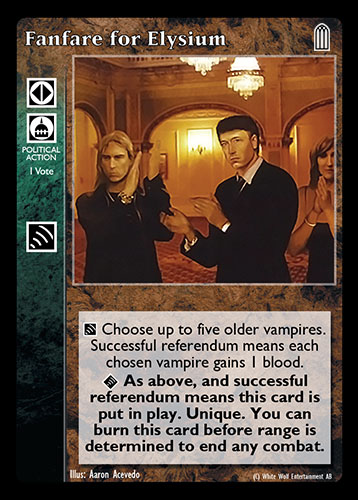 Fanfare for Elysium
POLITICAL
ACTION
1 Vote
Choose up to five older vampires.
Successful referendum means each
chosen vampire gains 1 blood.
As above, and successful
referendum means this card is
put in play. Unique. You can
burn this card before range is
determined to end any combat.
Illus: Aaron Acevedo
(C) White Wolf Entertainment AB